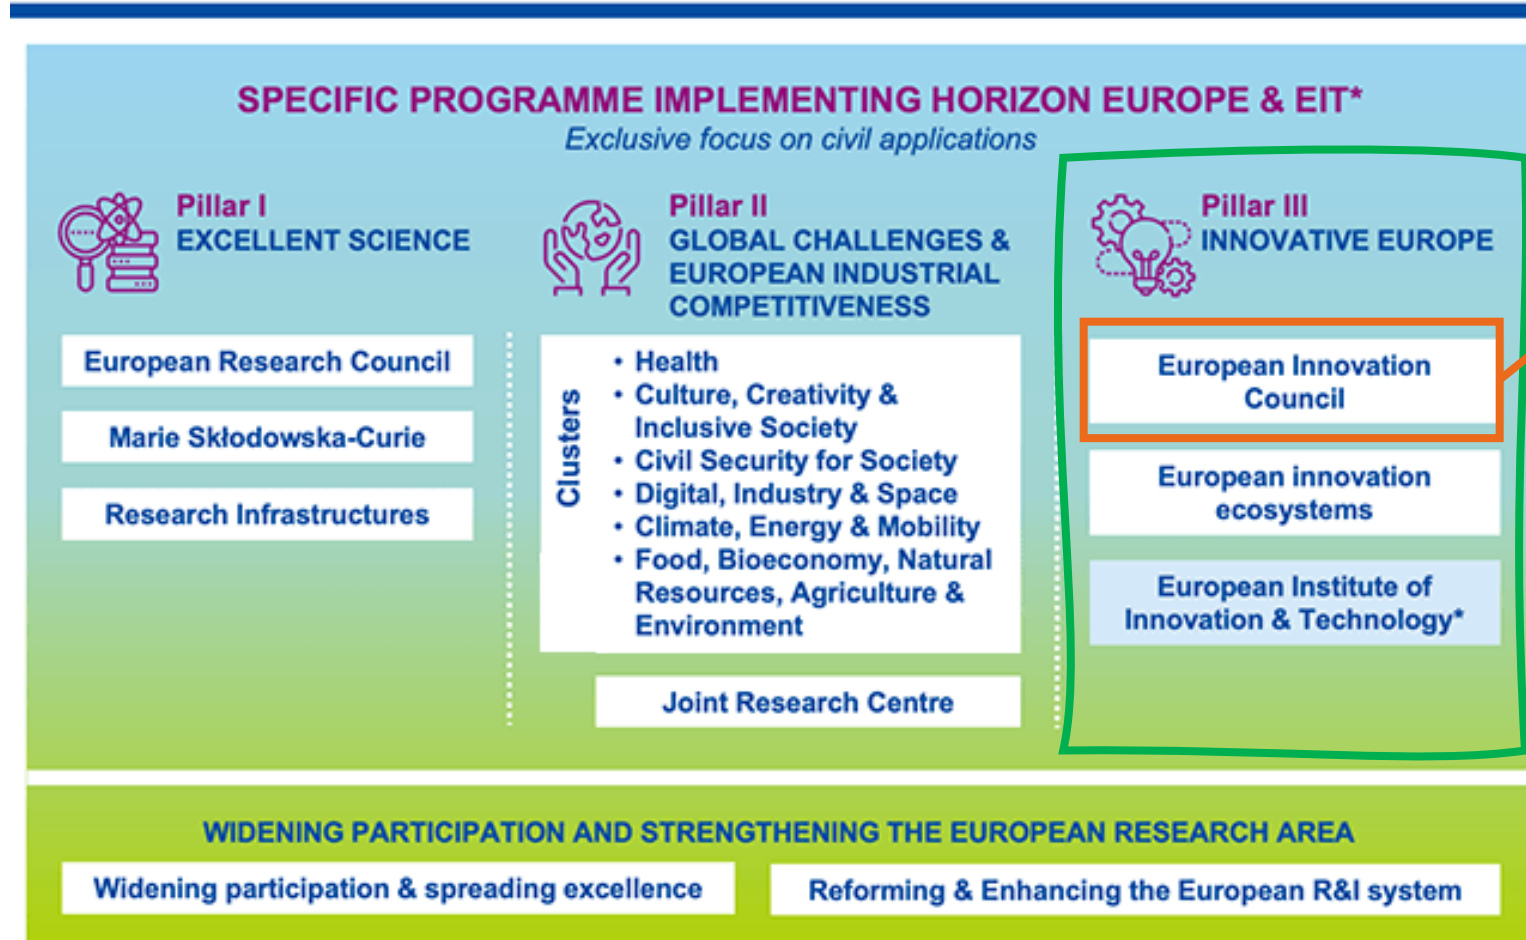 SPECIFIC PROGRAMME IMPLEMENTING HORIZON EUROPE & EIT*
Exclusive focus on civil applications
Pillar I
EXCELLENT SCIENCE
European Research Council
Marie Skłodowska-Curie
Research Infrastructures
Pillar II
GLOBAL CHALLENGES &
EUROPEAN INDUSTRIAL
COMPETITIVENESS
Clusters
• Health
• Culture, Creativity &
Inclusive Society
• Civil Security for Society
• Digital, Industry & Space
• Climate, Energy & Mobility
• Food, Bioeconomy, Natural
Resources, Agriculture &
Environment
Joint Research Centre
Pillar III
INNOVATIVE EUROPE
European Innovation
Council
European innovation
ecosystems
European Institute of
Innovation & Technology*
WIDENING PARTICIPATION AND STRENGTHENING THE EUROPEAN RESEARCH AREA
Widening participation & spreading excellence
Reforming & Enhancing the European R&I system